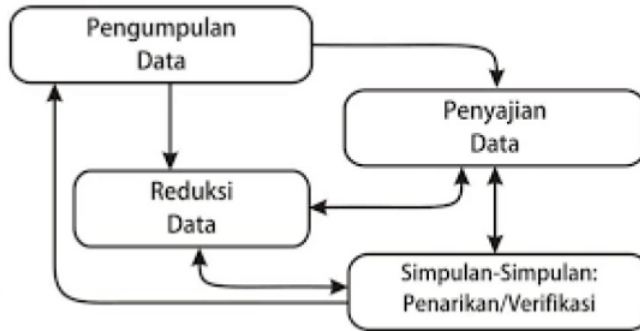 Pengumpulan
Data
Penyajian
Data
Reduksi
Data
Simpulan-Simpulan:
Penarikan/Verifikasi